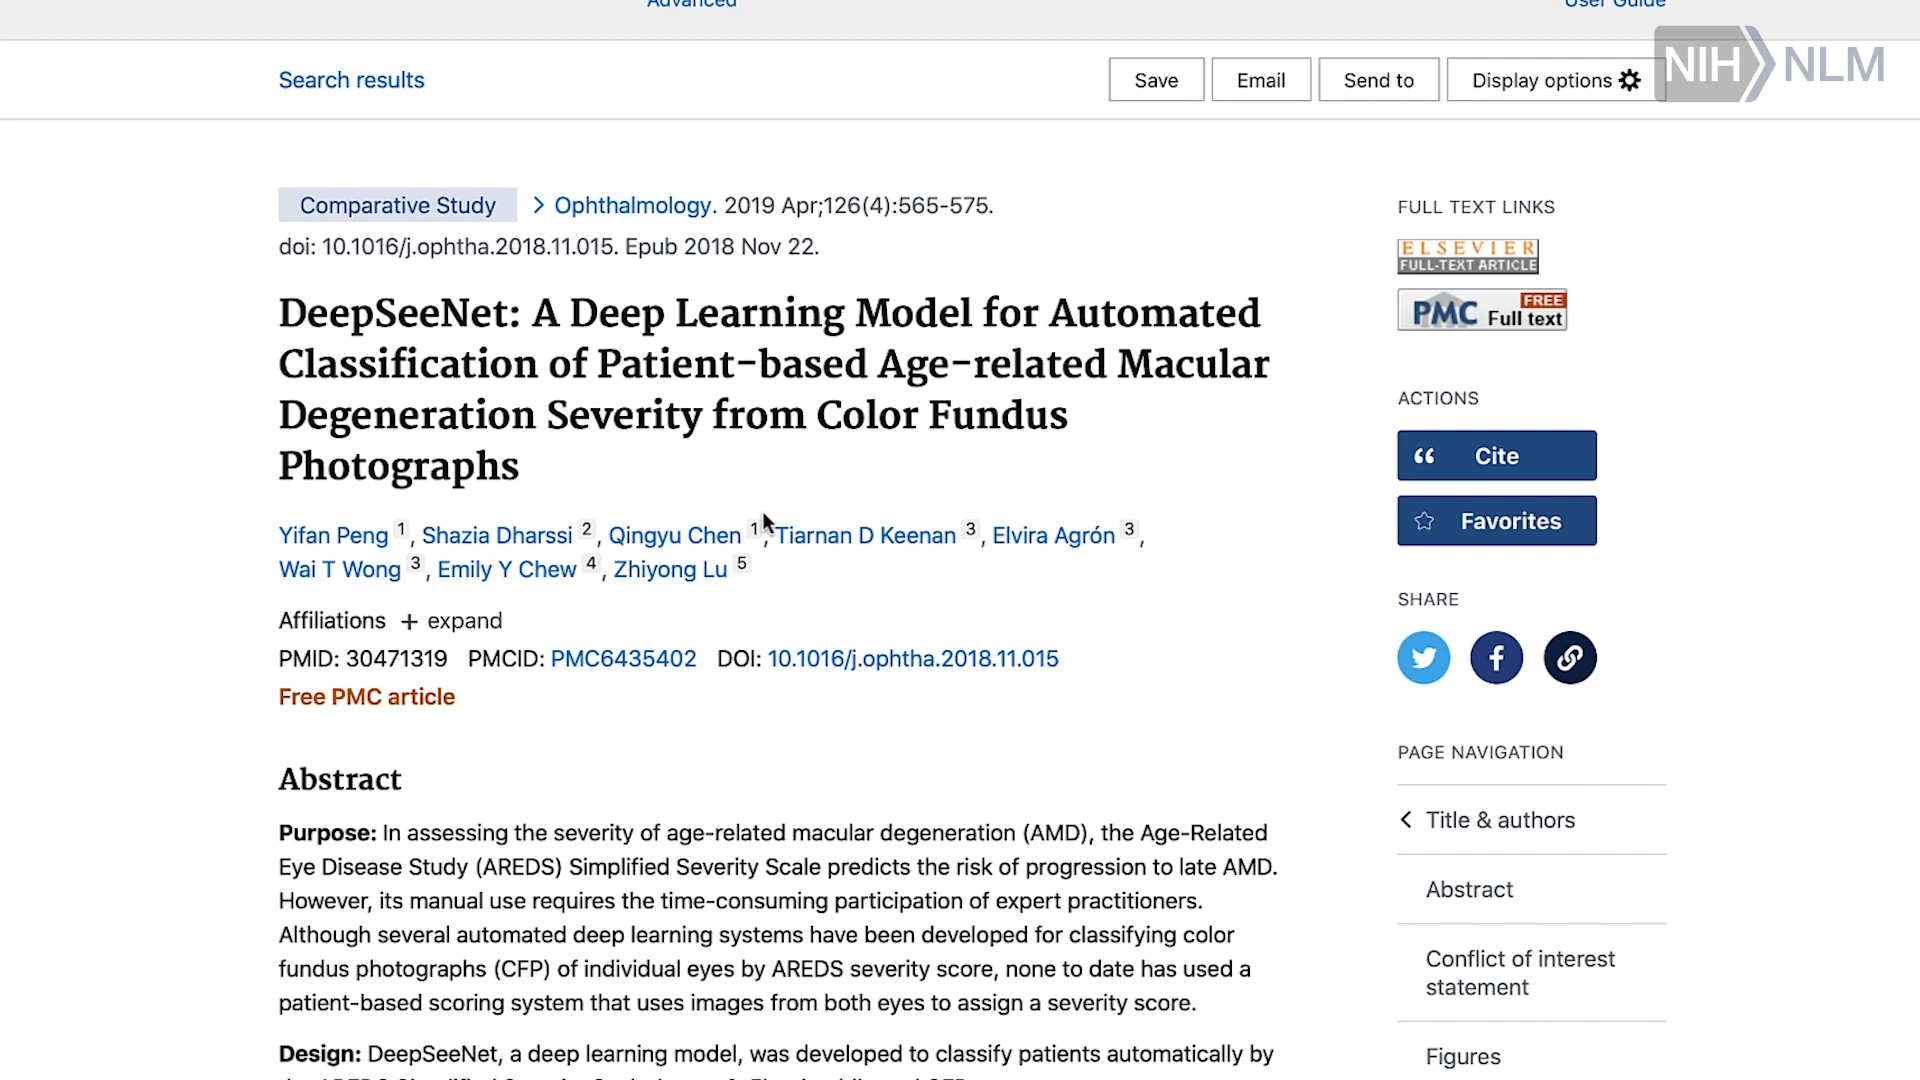 Advanced
User Guide
NIH NLM
Search results
Save
Email
Send to
Display options
Comparative Study > Ophthalmology. 2019 Apr;126(4):565-575.
doi: 10.1016/j.ophtha.2018.11.015. Epub 2018 Nov 22.
DeepSeeNet: A Deep Learning Model for Automated
Classification of Patient-based Age-related Macular
Degeneration Severity from Color Fundus
Photographs
Yifan Peng 1, Shazia Dharssi 2, Qingyu Chen 1, Tiarnan D Keenan 3, Elvira Agrón 3,
Wai T Wong 3, Emily Y Chew 4, Zhiyong Lu 5
Affiliations + expand
PMID: 30471319 PMCID: PMC6435402 DOI: 10.1016/j.ophtha.2018.11.015
Free PMC article
Abstract
Purpose: In assessing the severity of age-related macular degeneration (AMD), the Age-Related
Eye Disease Study (AREDS) Simplified Severity Scale predicts the risk of progression to late AMD.
However, its manual use requires the time-consuming participation of expert practitioners.
Although several automated deep learning systems have been developed for classifying color
fundus photographs (CFP) of individual eyes by AREDS severity score, none to date has used a
patient-based scoring system that uses images from both eyes to assign a severity score.
Design: DeepSeeNet, a deep learning model, was developed to classify patients automatically by
FULL TEXT LINKS
ELSEVIER
FULL-TEXT ARTICLE
PMC FREE
Full text
ACTIONS
Cite
Favorites
SHARE
PAGE NAVIGATION
Title & authors
Abstract
Conflict of interest
statement
Figures